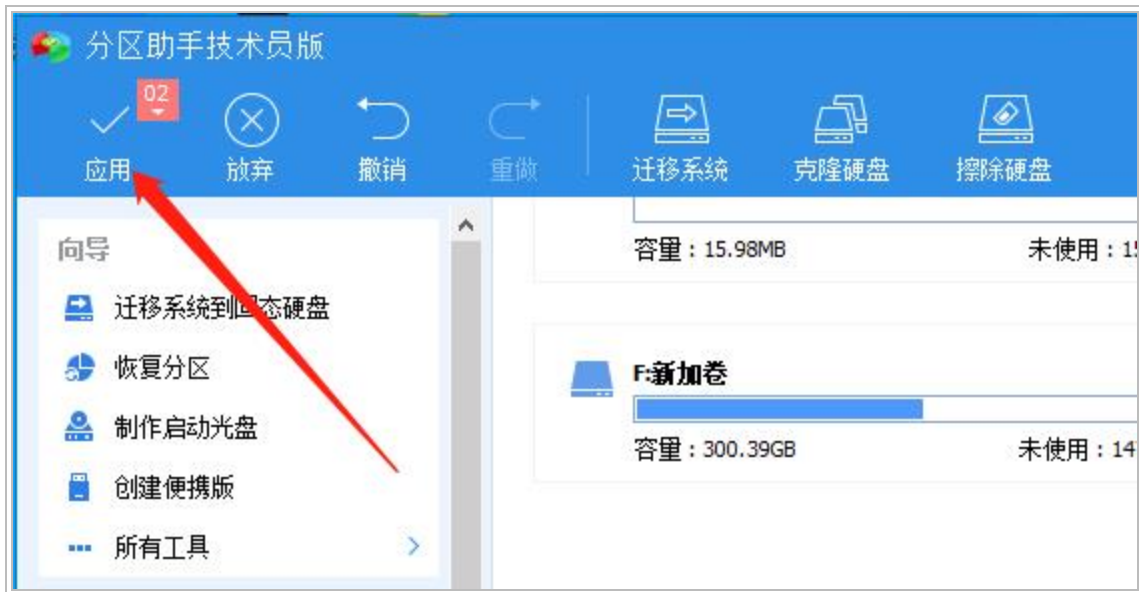 分区助手技术员版
02
应用 放弃 撤销 重做 迁移系统 克隆硬盘 擦除硬盘
向导
迁移系统到固态硬盘
恢复分区
制作启动光盘
创建便携版
所有工具
容量：15.98MB 未使用：1
F:新加卷
容量：300.39GB 未使用：14